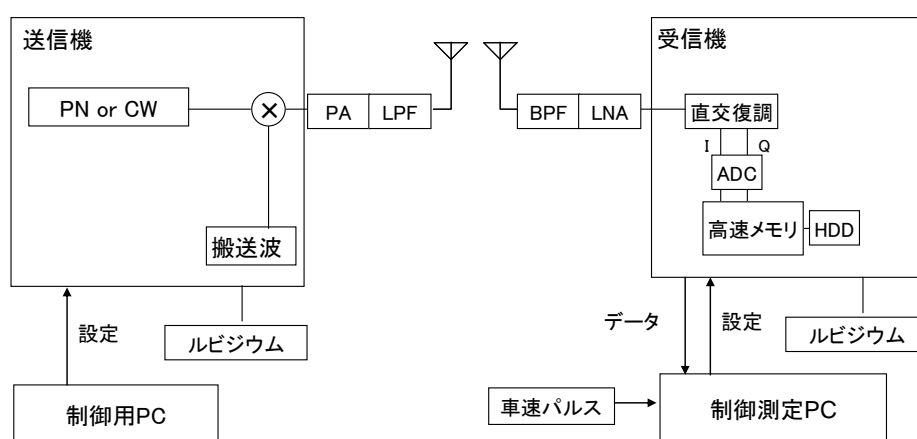 送信機
PN or CW
×
PA
LPF
搬送波
設定
ルビジウム
制御用PC
受信機
BPF
LNA
直交復調
I
Q
ADC
高速メモリ
HDD
データ
設定
ルビジウム
車速パルス
制御測定PC